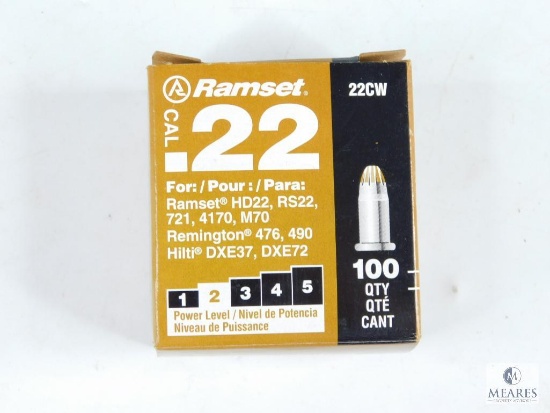 Ramset®
CAL
.22
For: / Pour : / Para:
Ramset® HD22, RS22,
721, 4170, M70
Remington® 476, 490
Hilti® DXE37, DXE72
1 2 3 4 5
Power Level / Nivel de Potencia
Niveau de Puissance
22CW
100
QTY
QTÉ
CANT
M
MEARES